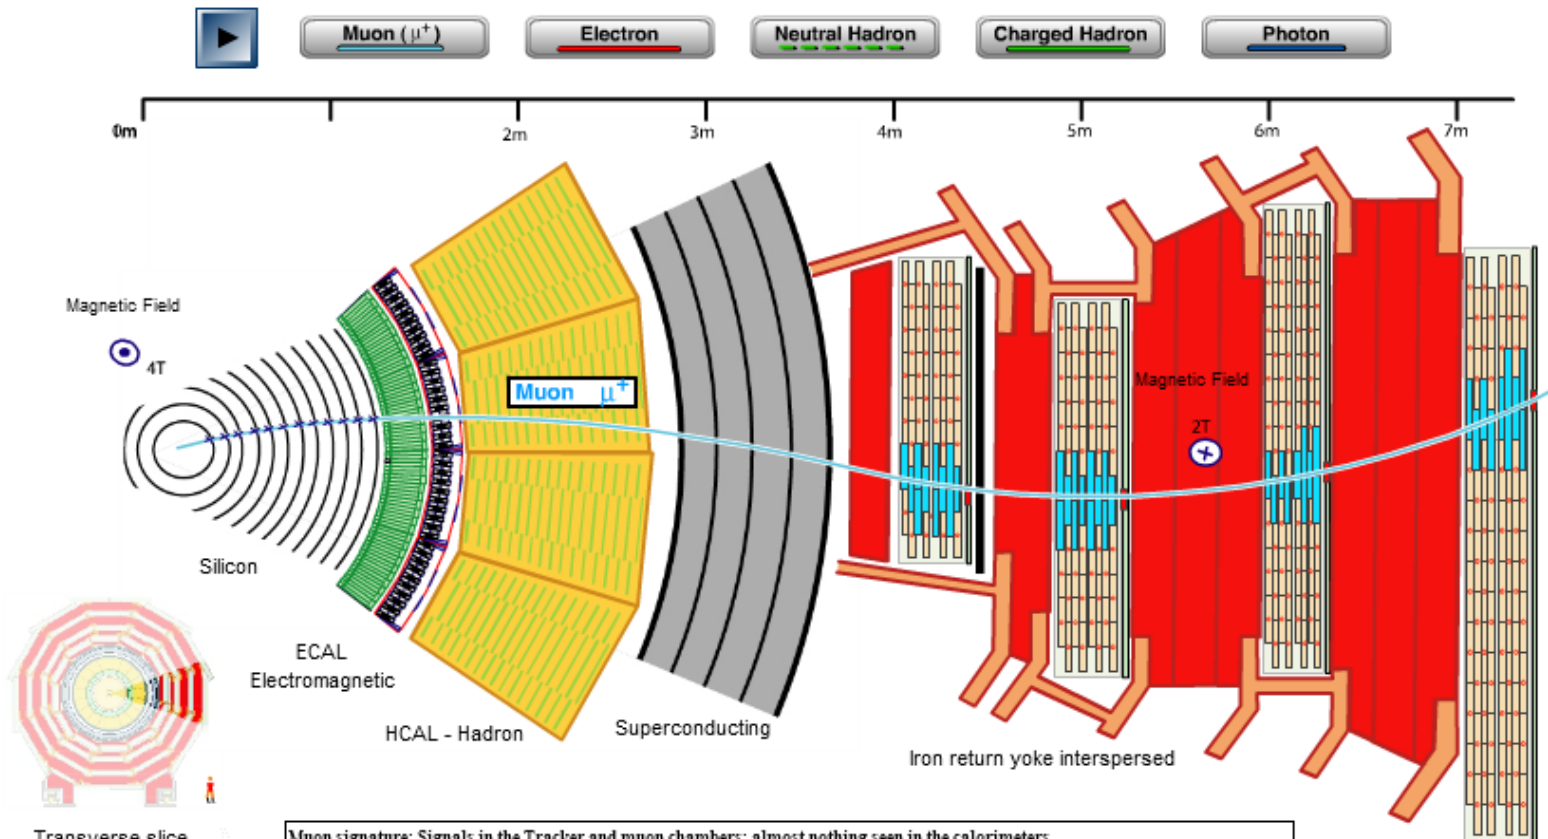 Muon (μ⁺)
Electron
Neutral Hadron
Charged Hadron
Photon
0m
2m
3m
4m
5m
6m
7m
Magnetic Field
4T
Muon μ⁺
Magnetic Field
2T
Silicon
ECAL
Electromagnetic
HCAL - Hadron
Superconducting
Iron return yoke interspersed
Transverse slice
Muon signature: Signals in the Tracker and muon chambers; almost nothing seen in the calorimeters